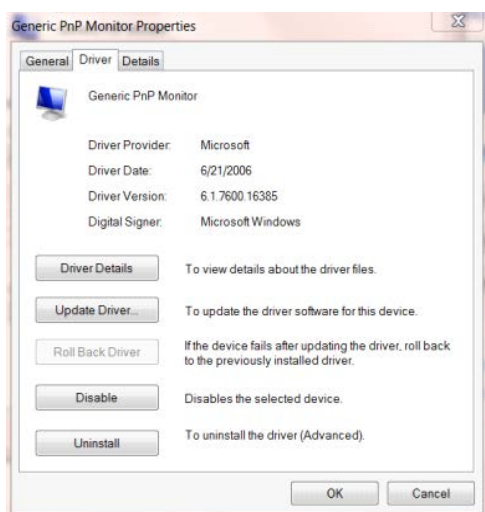 Generic PnP Monitor Properties
General Driver Details
Generic PnP Monitor
Driver Provider: Microsoft
Driver Date: 6/21/2006
Driver Version: 6.1.7600.16385
Digital Signer: Microsoft Windows
Driver Details To view details about the driver files.
Update Driver... To update the driver software for this device.
Roll Back Driver If the device fails after updating the driver, roll back
to the previously installed driver.
Disable Disables the selected device.
Uninstall To uninstall the driver (Advanced).
OK Cancel